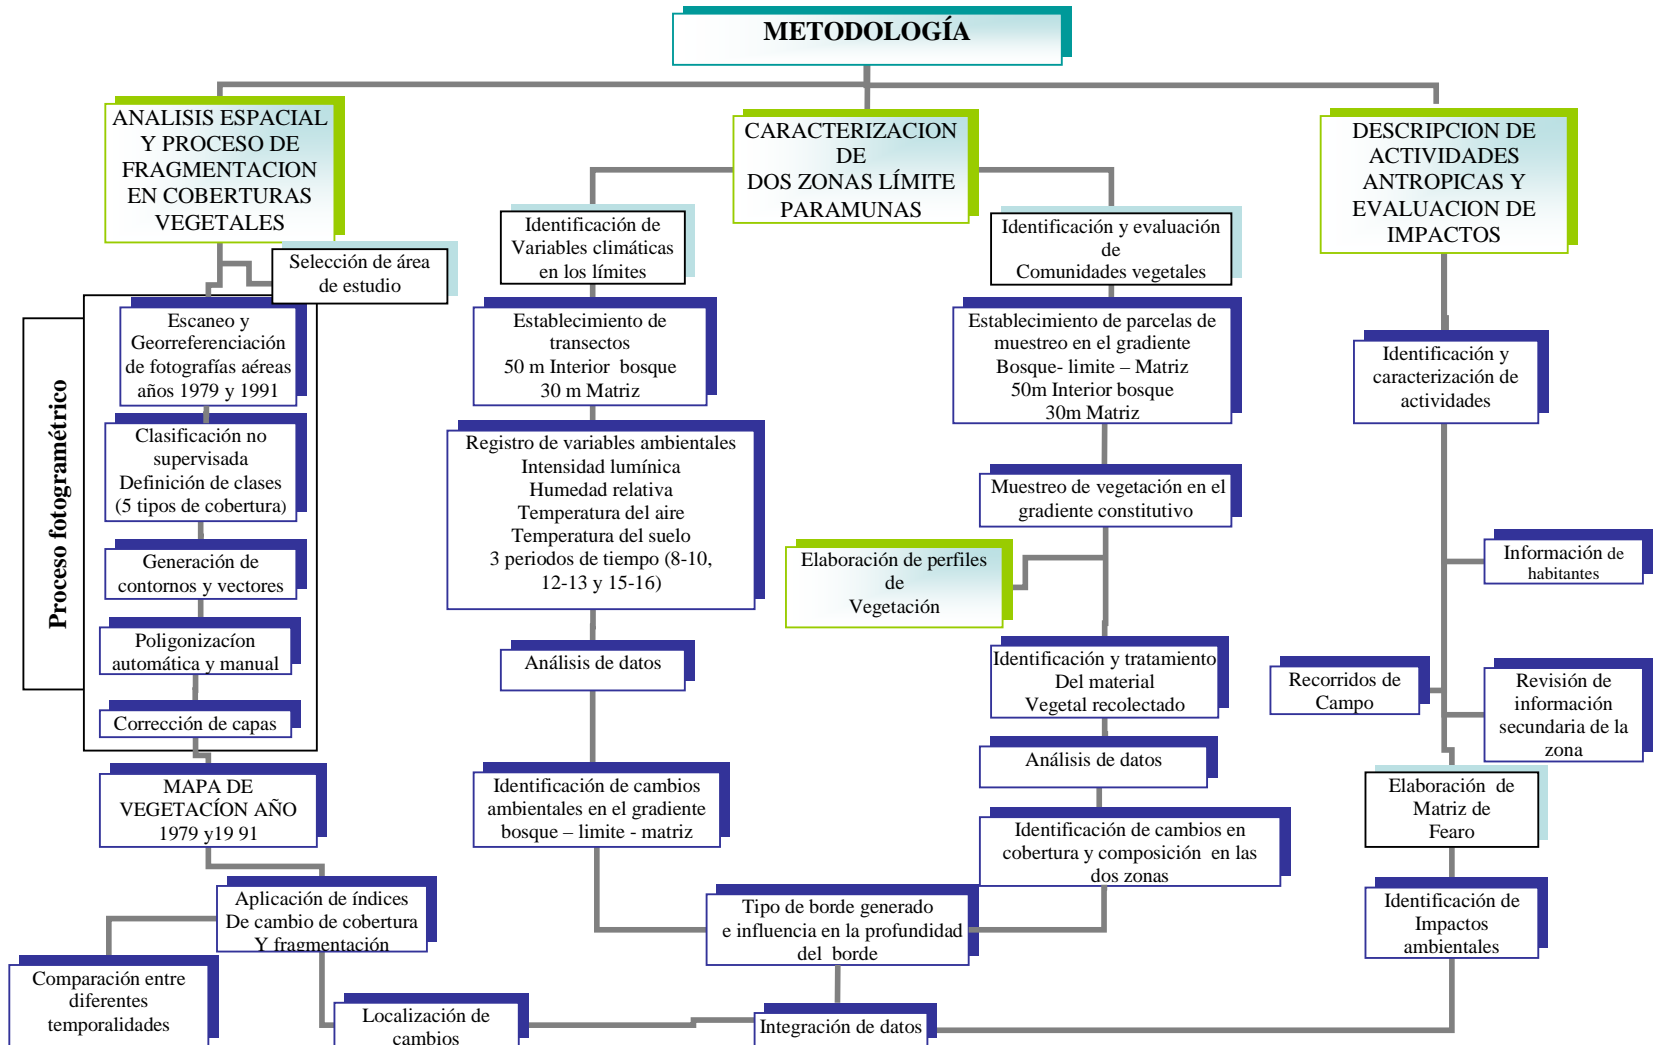 METODOLOGÍA
ANALISIS ESPACIAL
Y PROCESO DE
FRAGMENTACION
EN COBERTURAS
VEGETALES
Selección de área
de estudio
Proceso fotogramétrico
Escaneo y
Georreferenciación
de fotografías aéreas
años 1979 y 1991
Clasificación no
supervisada
Definición de clases
(5 tipos de cobertura)
Generación de
contornos y vectores
Poligonizacíon
automática y manual
Corrección de capas
MAPA DE
VEGETACÍON AÑO
1979 y19 91
Aplicación de índices
De cambio de cobertura
Y fragmentación
Comparación entre
diferentes
temporalidades
Localización de
cambios
CARACTERIZACION
DE
DOS ZONAS LÍMITE
PARAMUNAS
Identificación de
Variables climáticas
en los límites
Establecimiento de
transectos
50 m Interior bosque
30 m Matriz
Registro de variables ambientales
Intensidad lumínica
Humedad relativa
Temperatura del aire
Temperatura del suelo
3 periodos de tiempo (8-10,
12-13 y 15-16)
Análisis de datos
Identificación de cambios
ambientales en el gradiente
bosque – limite - matriz
Identificación y evaluación
de
Comunidades vegetales
Establecimiento de parcelas de
muestreo en el gradiente
Bosque- limite – Matriz
50m Interior bosque
30m Matriz
Muestreo de vegetación en el
gradiente constitutivo
Elaboración de perfiles
de
Vegetación
Identificación y tratamiento
Del material
Vegetal recolectado
Análisis de datos
Identificación de cambios en
cobertura y composición en las
dos zonas
Tipo de borde generado
e influencia en la profundidad
del borde
Integración de datos
DESCRIPCION DE
ACTIVIDADES
ANTROPICAS Y
EVALUACION DE
IMPACTOS
Identificación y
caracterización de
actividades
Información de
habitantes
Recorridos de
Campo
Revisión de
información
secundaria de la
zona
Elaboración de
Matriz de
Fearo
Identificación de
Impactos
ambientales